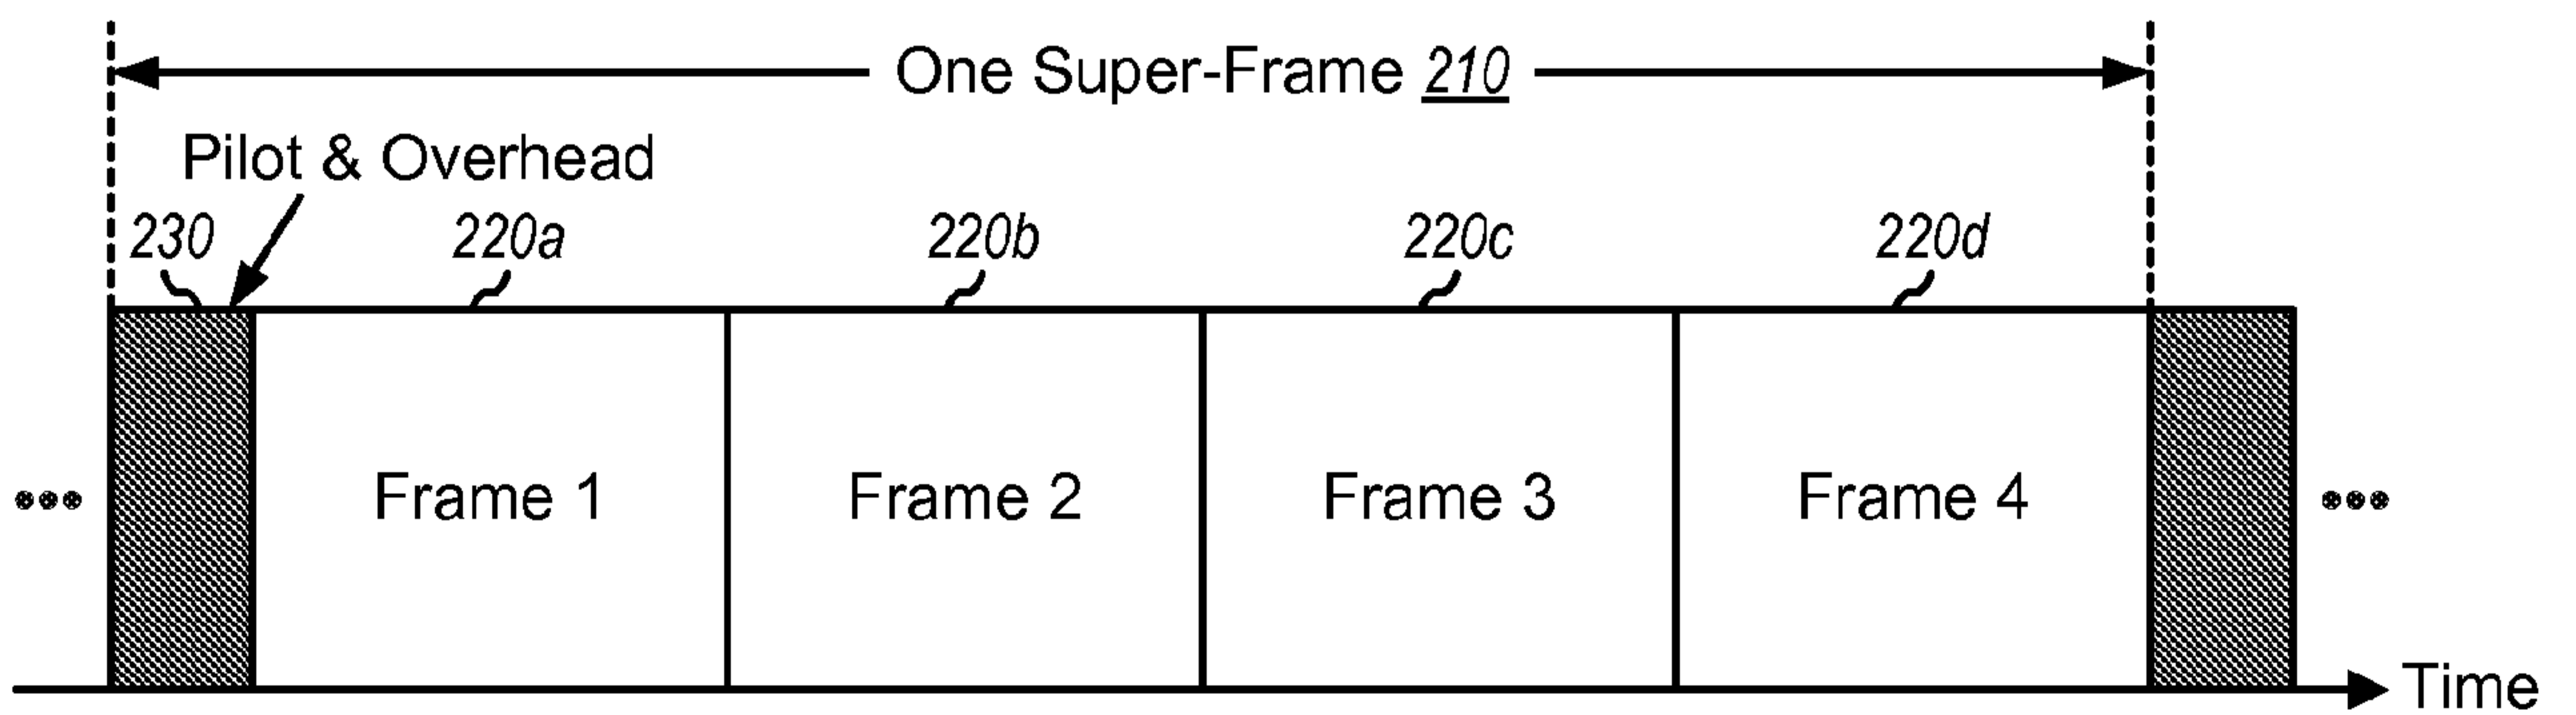 One Super-Frame 210
Pilot & Overhead
230 220a 220b 220c 220d
Frame 1 Frame 2 Frame 3 Frame 4
Time